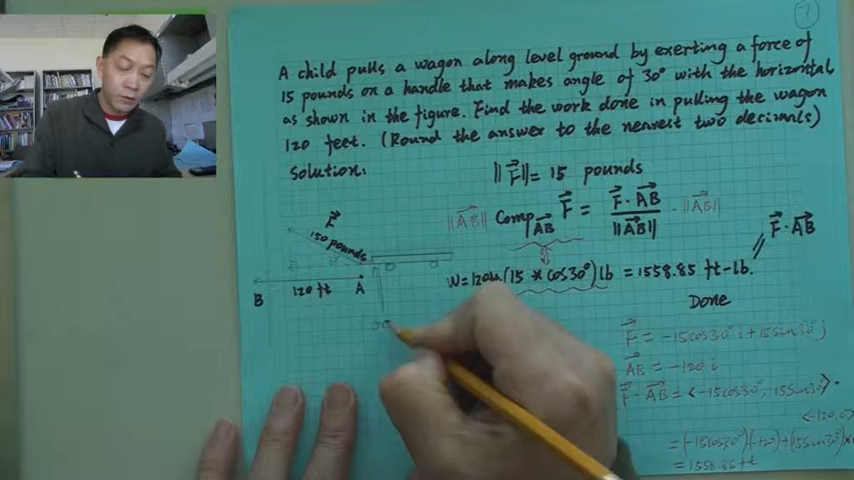 A child pulls a wagon along level ground by exerting a force of
15 pounds on a handle that makes angle of 30° with the horizontal
as shown in the figure. Find the work done in pulling the wagon
120 feet. (Round the answer to the nearest two decimals)
Solution:
||F⃗|| = 15 pounds
||AB⃗|| Comp_AB⃗ F⃗ = F⃗ · AB⃗ / ||AB⃗|| ||AB⃗||
F⃗
150 pounds
F⃗ · AB⃗
W = 120 (15 * cos30°) lb = 1558.85 ft-lb.
B 120 ft A
Done
F⃗ = -15cos30° i + 15sin30° j
AB⃗ = -120 i
F⃗ · AB⃗ = < -15cos30°, 15sin30° > ·
< -120, 0 >
= (-15cos30°)(-120) + (15sin30°)
= 1558.85 ft